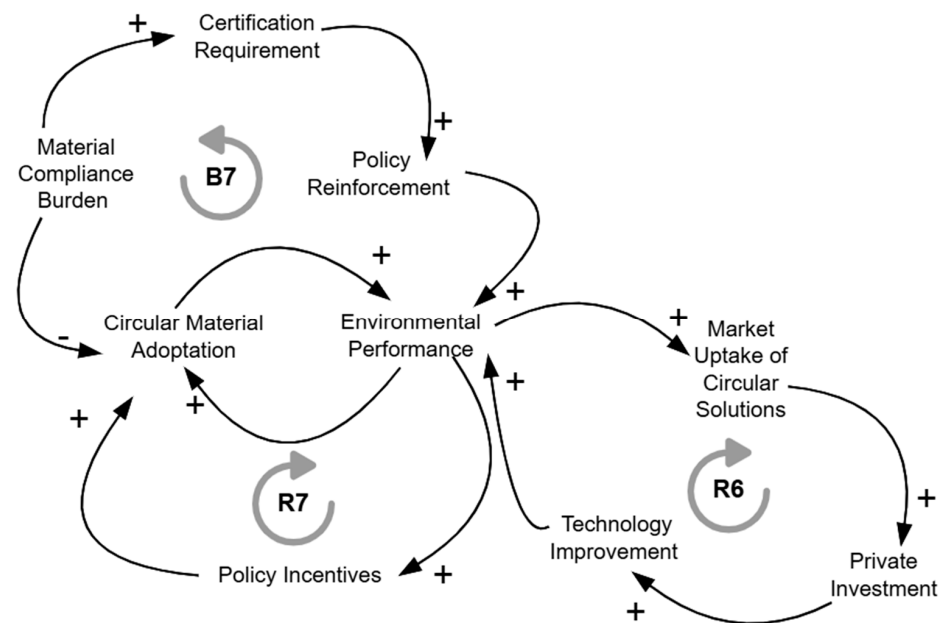 +
Certification
Requirement
+
Material
Compliance
Burden
B7
Policy
Reinforcement
+
+
-
Circular Material
Adoption
Environmental
Performance
+
Market
Uptake of
Circular
Solutions
+
+
+
R7
R6
+
Technology
Improvement
Policy Incentives
+
Private
Investment
+